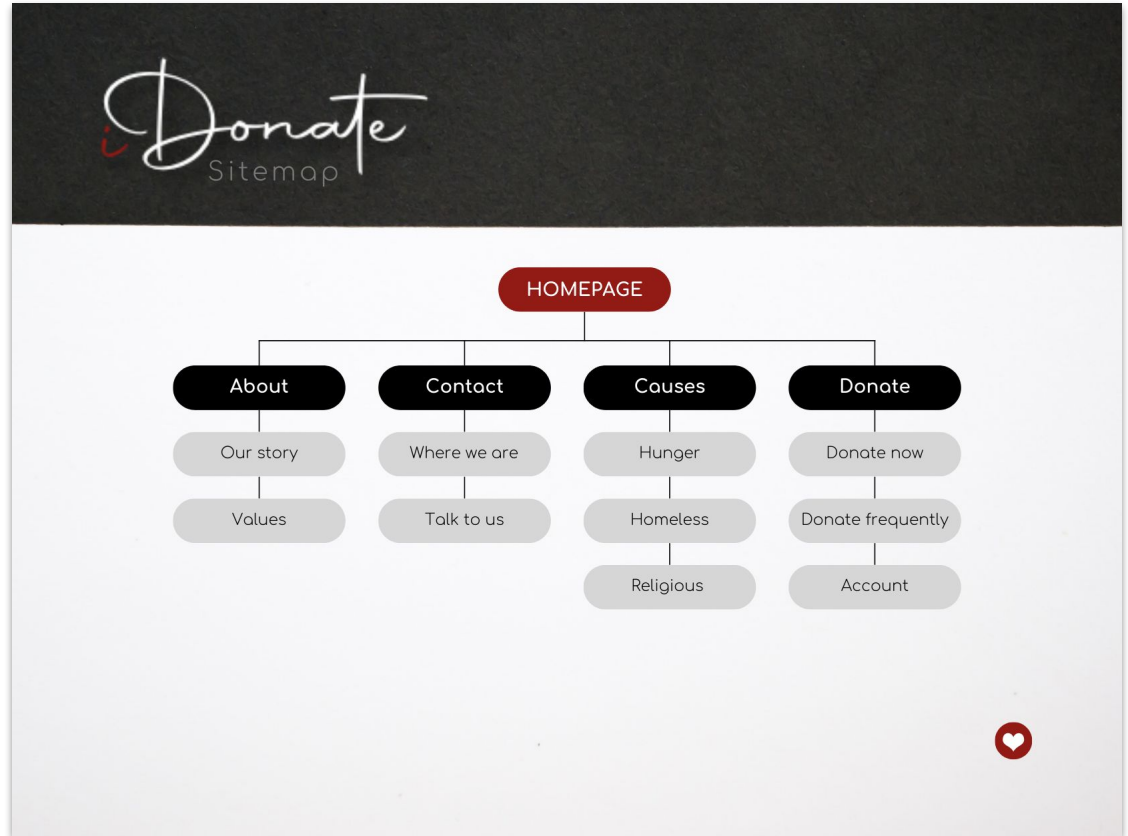 iDonate
Sitemap
HOMEPAGE
About
Contact
Causes
Donate
Our story
Where we are
Hunger
Donate now
Values
Talk to us
Homeless
Donate frequently
Religious
Account